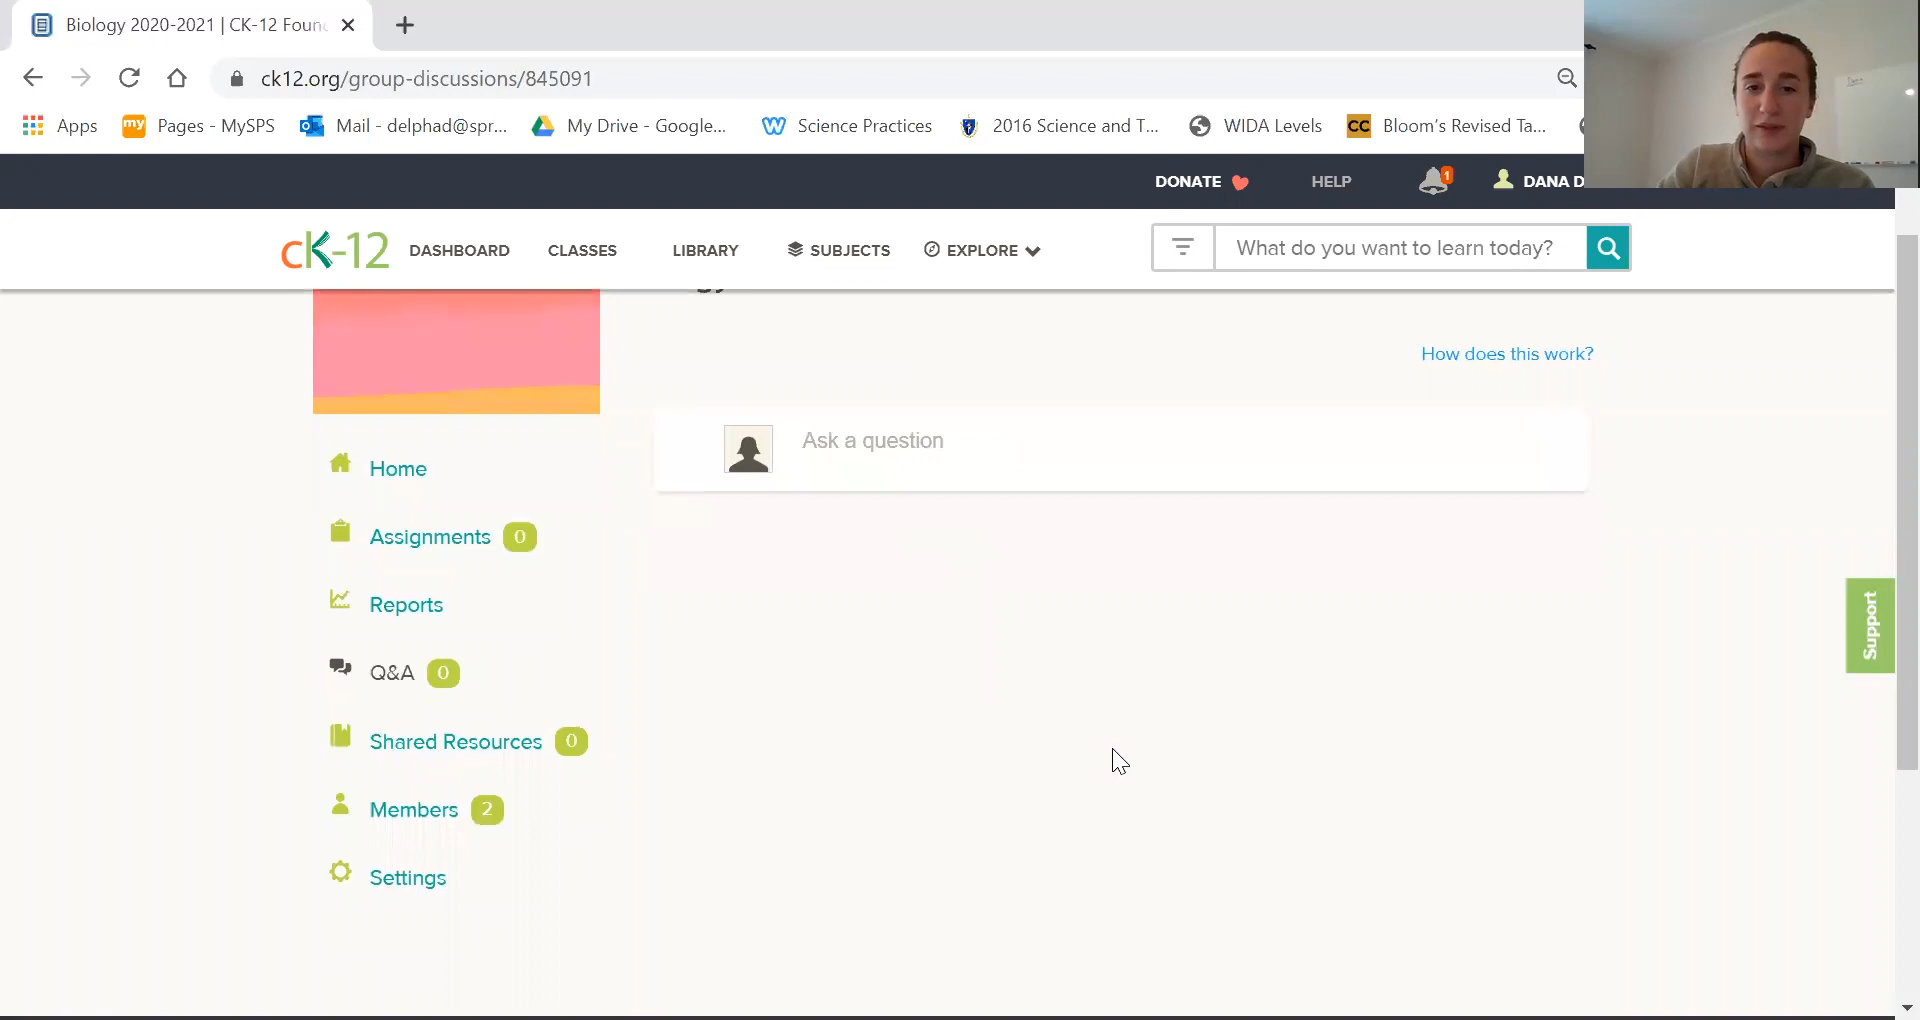 Biology 2020-2021 | CK-12 Foun
ck12.org/group-discussions/845091
Apps
my Pages - MySPS
Mail - delphad@spr...
My Drive - Google...
Science Practices
2016 Science and T...
WIDA Levels
CC Bloom's Revised Ta...
DONATE
HELP
1
DANA D
cK-12
DASHBOARD
CLASSES
LIBRARY
SUBJECTS
EXPLORE
What do you want to learn today?
How does this work?
Ask a question
Home
Assignments 0
Reports
Q&A 0
Shared Resources 0
Members 2
Settings
Support